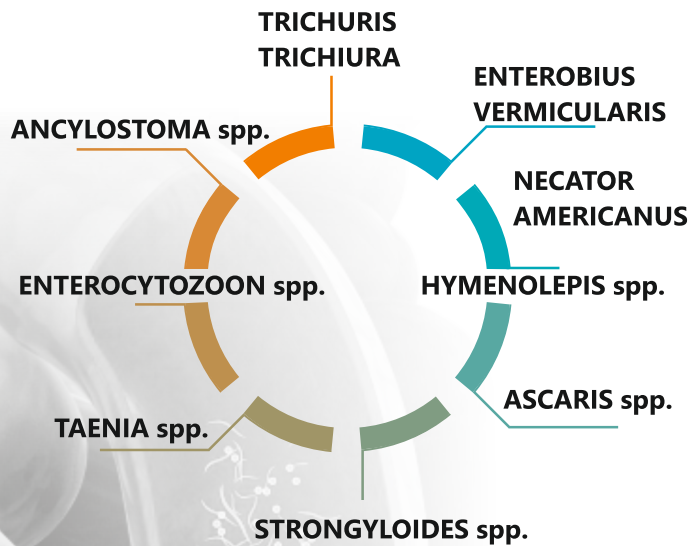 TRICHURIS
TRICHIURA
ENTEROBIUS
VERMICULARIS
ANCYLOSTOMA spp.
NECATOR
AMERICANUS
ENTEROCYTOZOON spp.
HYMENOLEPIS spp.
ASCARIS spp.
TAENIA spp.
STRONGYLOIDES spp.